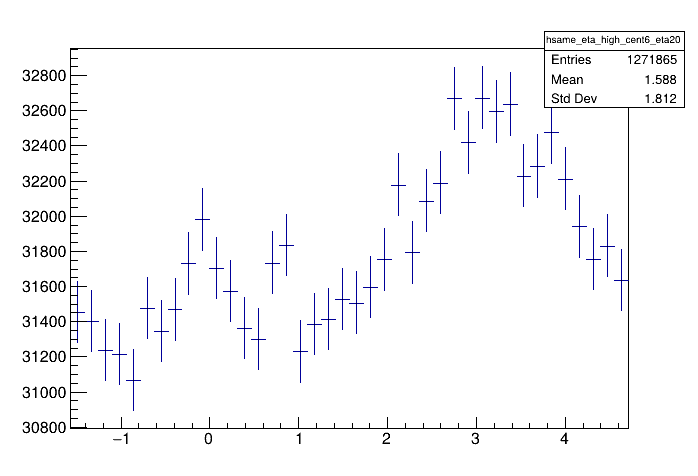 hsame_eta_high_cent6_eta20
Entries 1271865
Mean 1.588
Std Dev 1.812
32800
32600
32400
32200
32000
31800
31600
31400
31200
31000
30800
−1 0 1 2 3 4